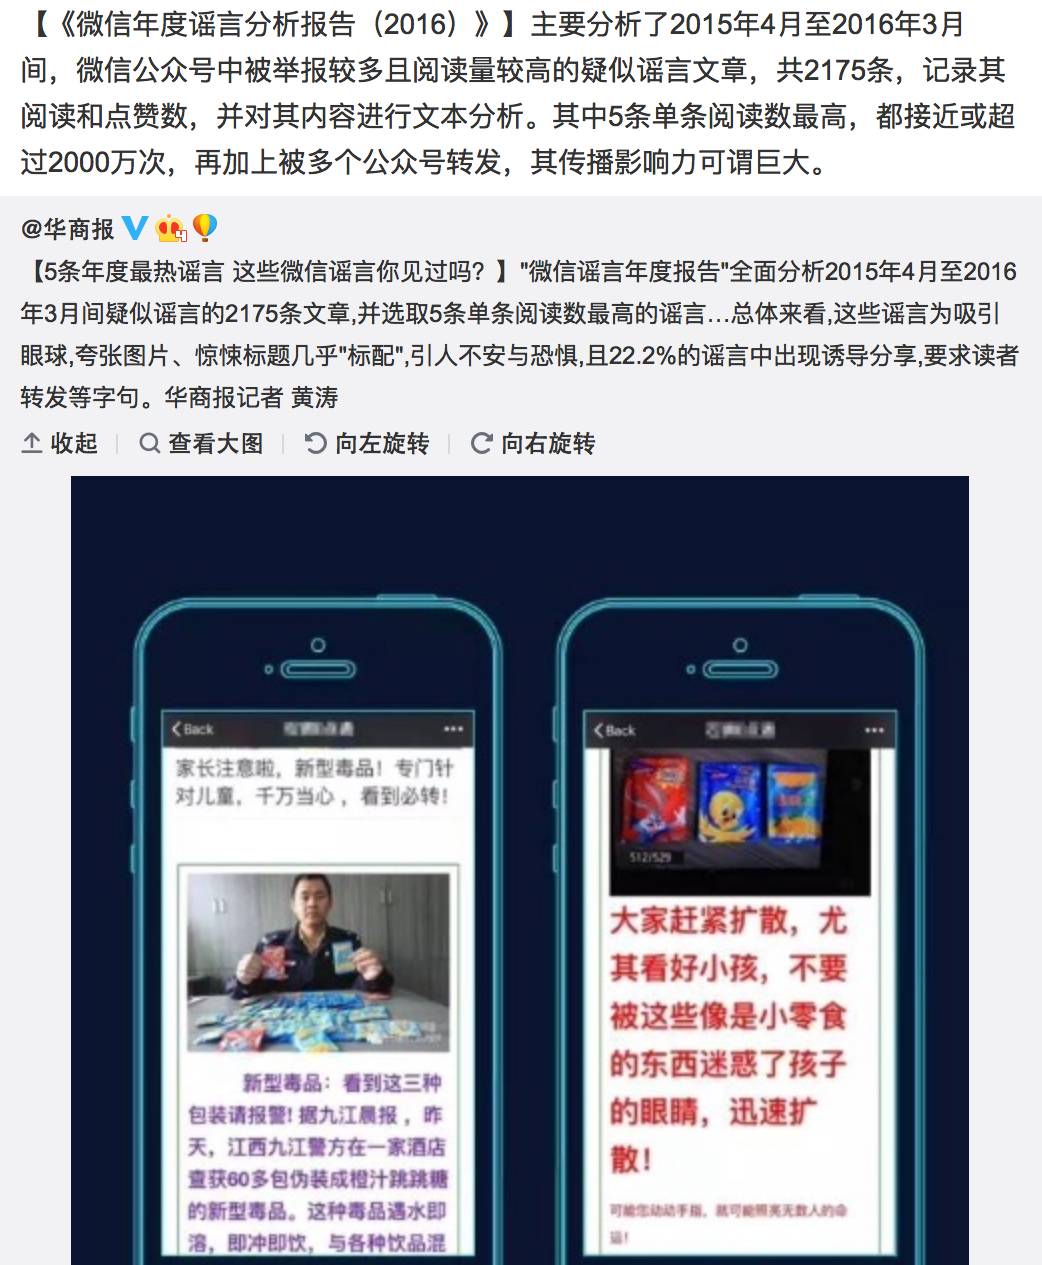 【《微信年度谣言分析报告（2016）》】主要分析了2015年4月至2016年3月
间，微信公众号中被举报较多且阅读量较高的疑似谣言文章，共2175条，记录其
阅读和点赞数，并对其内容进行文本分析。其中5条单条阅读数最高，都接近或超
过2000万次，再加上被多个公众号转发，其传播影响力可谓巨大。
@华商报
4
【5条年度最热谣言 这些微信谣言你见过吗？】"微信谣言年度报告"全面分析2015年4月至2016
年3月间疑似谣言的2175条文章,并选取5条单条阅读数最高的谣言…总体来看,这些谣言为吸引
眼球,夸张图片、惊悚标题几乎"标配",引人不安与恐惧,且22.2%的谣言中出现诱导分享,要求读者
转发等字句。华商报记者 黄涛
收起 查看大图 向左旋转 向右旋转
Back
家长注意啦，新型毒品！专门针
对儿童，千万当心，看到必转！
新型毒品：看到这三种
包装请报警! 据九江晨报，昨
天，江西九江警方在一家酒店
查获60多包伪装成橙汁跳跳糖
的新型毒品。这种毒品遇水即
溶，即冲即饮，与各种饮品混
Back
512/529
大家赶紧扩散，尤
其看好小孩，不要
被这些像是小零食
的东西迷惑了孩子
的眼睛，迅速扩
散！
可能您动动手指，就可能照亮无数人的命
运！